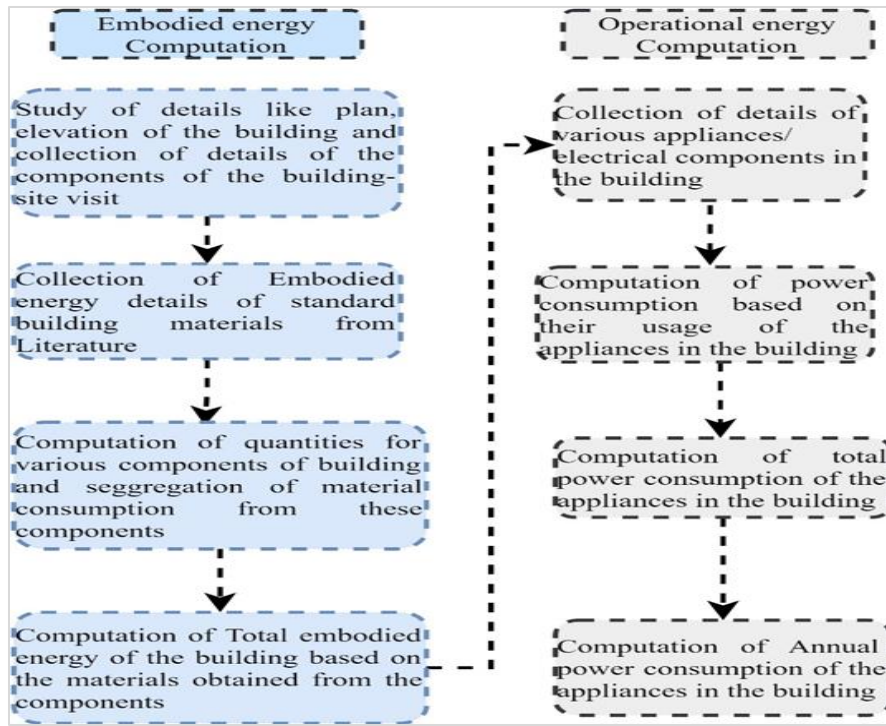 Embodied energy
Computation
Study of details like plan,
elevation of the building and
collection of details of the
components of the building-
site visit
Collection of Embodied
energy details of standard
building materials from
Literature
Computation of quantities for
various components of building
and seggregation of material
consumption from these
components
Computation of Total embodied
energy of the building based on
the materials obtained from the
components
Operational energy
Computation
Collection of details of
various appliances/
electrical components in
the building
Computation of power
consumption based on
their usage of the
appliances in the building
Computation of total
power consumption of the
appliances in the building
Computation of Annual
power consumption of the
appliances in the building